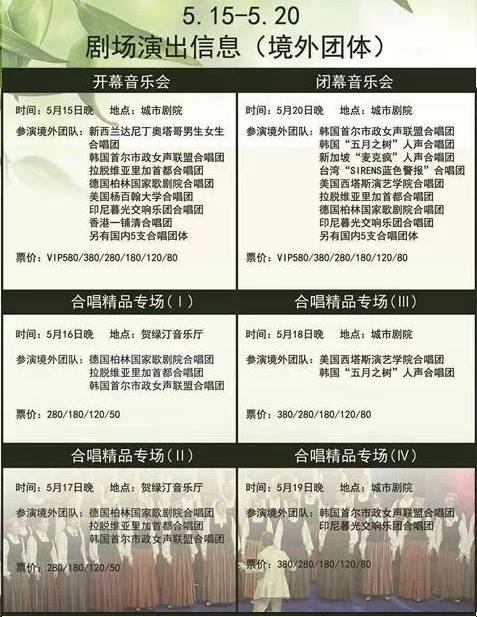 5.15-5.20
剧场演出信息（境外团体）
开幕音乐会
时间：5月15日晚 地点：城市剧院
参演境外团队：新西兰达尼丁奥塔哥男生女生
合唱团
韩国首尔市政女声联盟合唱团
拉脱维亚里加首都合唱团
德国柏林国家歌剧院合唱团
美国杨百翰大学合唱团
印尼暮光交响乐团合唱团
香港一铺清合唱团
另有国内5支合唱团体
票价：VIP580/380/280/180/120/80
闭幕音乐会
时间：5月20日晚 地点：城市剧院
参演境外团队：韩国首尔市政女声联盟合唱团
韩国“五月之树”人声合唱团
新加坡“麦克疯”人声合唱团
台湾“SIRENS蓝色警报”合唱团
美国西塔斯演艺学院合唱团
拉脱维亚里加首都合唱团
德国柏林国家歌剧院合唱团
印尼暮光交响乐团合唱团
另有国内5支合唱团体
票价：VIP580/380/280/180/120/80
合唱精品专场(Ⅰ)
时间：5月16日晚 地点：贺绿汀音乐厅
参演境外团队：德国柏林国家歌剧院合唱团
拉脱维亚里加首都合唱团
韩国首尔市政女声联盟合唱团
票价：280/180/120/50
合唱精品专场(Ⅲ)
时间：5月18日晚 地点：城市剧院
参演境外团队：美国西塔斯演艺学院合唱团
韩国“五月之树”人声合唱团
票价：380/280/180/120/80
合唱精品专场(Ⅱ)
时间：5月17日晚 地点：贺绿汀音乐厅
参演境外团队：德国柏林国家歌剧院合唱团
拉脱维亚里加首都合唱团
韩国首尔市政女声联盟合唱团
票价：280/180/120/50
合唱精品专场(Ⅳ)
时间：5月19日晚 地点：城市剧院
参演境外团队：韩国首尔市政女声联盟合唱团
印尼暮光交响乐团合唱团
票价：380/280/180/120/80